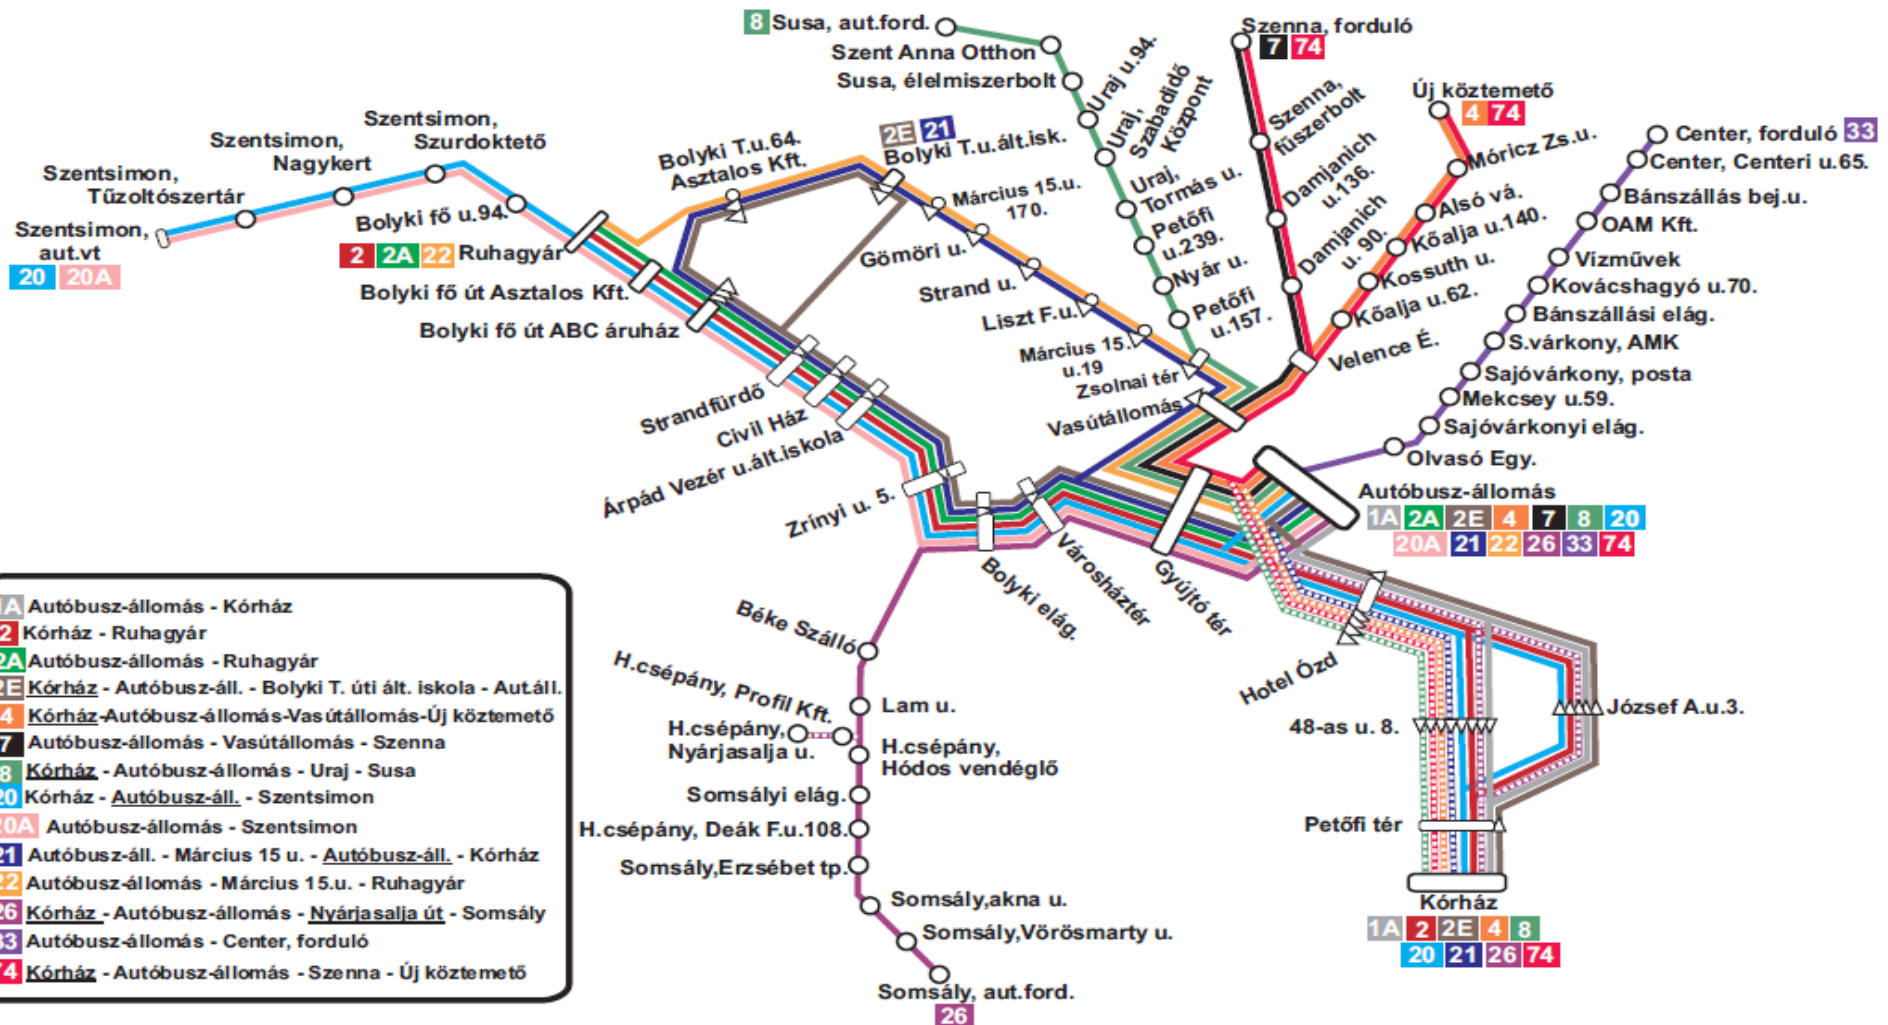 8 Susa, aut.ford.
Szent Anna Otthon
Susa, élelmiszerbolt
Uraj u.94.
Uraj,
Szabadidő
Központ
Uraj,
Tormás u.
Petőfi
u.239.
Nyár u.
Petőfi
u.157.
Szenna, forduló
7 74
Szenna,
fűszerbolt
Damjanich
u.136.
Damjanich
u. 90.
Új köztemető
4 74
Móricz Zs.u.
Alsó vá.
Kőalja u.140.
Kossuth u.
Kőalja u.62.
Velence É.
Center, forduló 33
Center, Centeri u.65.
Bánszállás bej.u.
OAM Kft.
Vízművek
Kovácshagyó u.70.
Bánszállási elág.
S.várkony, AMK
Sajóvárkony, posta
Mekcsey u.59.
Sajóvárkonyi elág.
Olvasó Egy.
Szentsimon,
Szurdoktető
Szentsimon,
Nagykert
Szentsimon,
Tűzoltószertár
Szentsimon,
aut.vt
20 20A
Bolyki fő u.94.
2 2A 22 Ruhagyár
Bolyki fő út Asztalos Kft.
Bolyki fő út ABC áruház
Bolyki T.u.64.
Asztalos Kft.
2E 21
Bolyki T.u.ált.isk.
Március 15.u.
170.
Gömöri u.
Strand u.
Liszt F.u.
Március 15.
u.19
Zsolnai tér
Vasútállomás
Strandfürdő
Civil Ház
Árpád Vezér u.ált.iskola
Zrínyi u. 5.
Bolyki elág.
Városháztér
Gyújtó tér
Autóbusz-állomás
1A 2A 2E 4 7 8 20
20A 21 22 26 33 74
Hotel Ózd
48-as u. 8.
József A.u.3.
Petőfi tér
Kórház
1A 2 2E 4 8
20 21 26 74
Béke Szálló
H.csépány, Profil Kft.
Lam u.
H.csépány,
Nyárjasalja u.
H.csépány,
Hódos vendéglő
Somsályi elág.
H.csépány, Deák F.u.108.
Somsály,Erzsébet tp.
Somsály,akna u.
Somsály,Vörösmarty u.
Somsály, aut.ford.
26
1A Autóbusz-állomás - Kórház
2 Kórház - Ruhagyár
2A Autóbusz-állomás - Ruhagyár
2E Kórház - Autóbusz-áll. - Bolyki T. úti ált. iskola - Aut.áll.
4 Kórház-Autóbusz-állomás-Vasútállomás-Új köztemető
7 Autóbusz-állomás - Vasútállomás - Szenna
8 Kórház - Autóbusz-állomás - Uraj - Susa
20 Kórház - Autóbusz-áll. - Szentsimon
20A Autóbusz-állomás - Szentsimon
21 Autóbusz-áll. - Március 15 u. - Autóbusz-áll. - Kórház
22 Autóbusz-állomás - Március 15.u. - Ruhagyár
26 Kórház - Autóbusz-állomás - Nyárjasalja út - Somsály
33 Autóbusz-állomás - Center, forduló
74 Kórház - Autóbusz-állomás - Szenna - Új köztemető